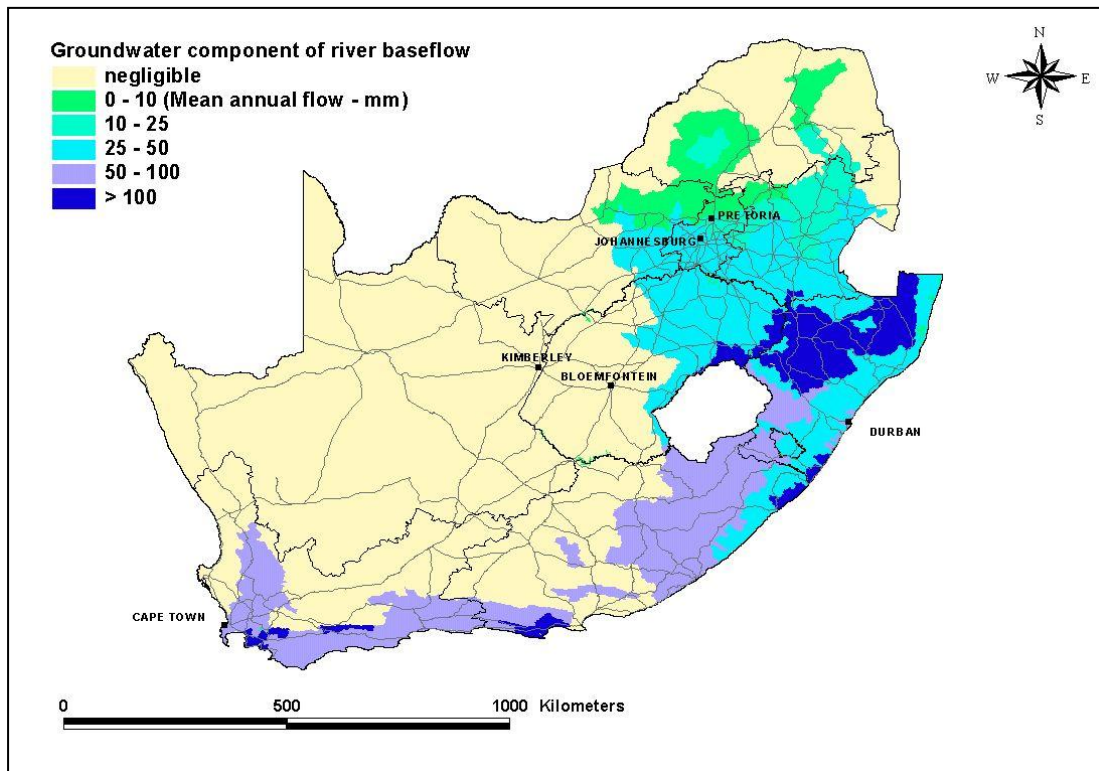 Groundwater component of river baseflow
negligible
0 - 10 (Mean annual flow - mm)
10 - 25
25 - 50
50 - 100
> 100
N
W E
S
PRETORIA
JOHANNESBURG
KIMBERLEY
BLOEMFONTEIN
DURBAN
CAPE TOWN
0 500 1000 Kilometers